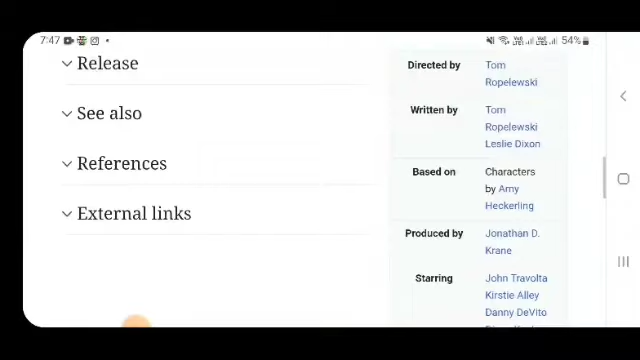 7:47
54%
Release
See also
References
External links
Directed by
Tom
Ropelewski
Written by
Tom
Ropelewski
Leslie Dixon
Based on
Characters
by Amy
Heckerling
Produced by
Jonathan D.
Krane
Starring
John Travolta
Kirstie Alley
Danny DeVito